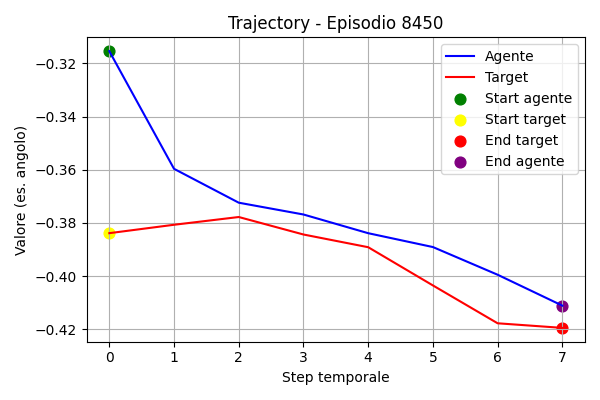 Trajectory - Episodio 8450
Agente
Target
Start agente
Start target
End target
End agente
Valore (es. angolo)
−0.32
−0.34
−0.36
−0.38
−0.40
−0.42
0 1 2 3 4 5 6 7
Step temporale